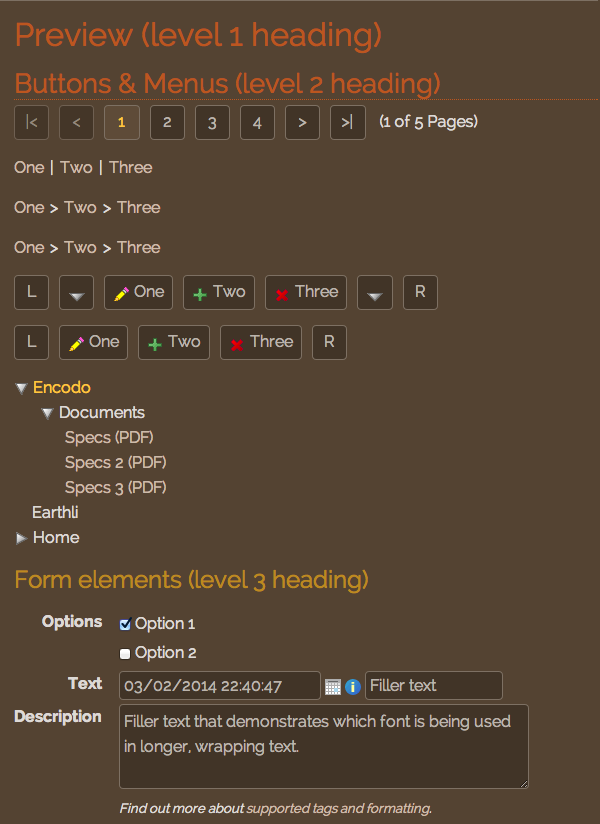 Preview (level 1 heading)
Buttons & Menus (level 2 heading)
|< < 1 2 3 4 > >| (1 of 5 Pages)
One | Two | Three
One > Two > Three
One > Two > Three
L One Two Three R
L One Two Three R
Encodo
Documents
Specs (PDF)
Specs 2 (PDF)
Specs 3 (PDF)
Earthli
Home
Form elements (level 3 heading)
Options Option 1
Option 2
Text 03/02/2014 22:40:47 Filler text
Description Filler text that demonstrates which font is being used
in longer, wrapping text.
Find out more about supported tags and formatting.